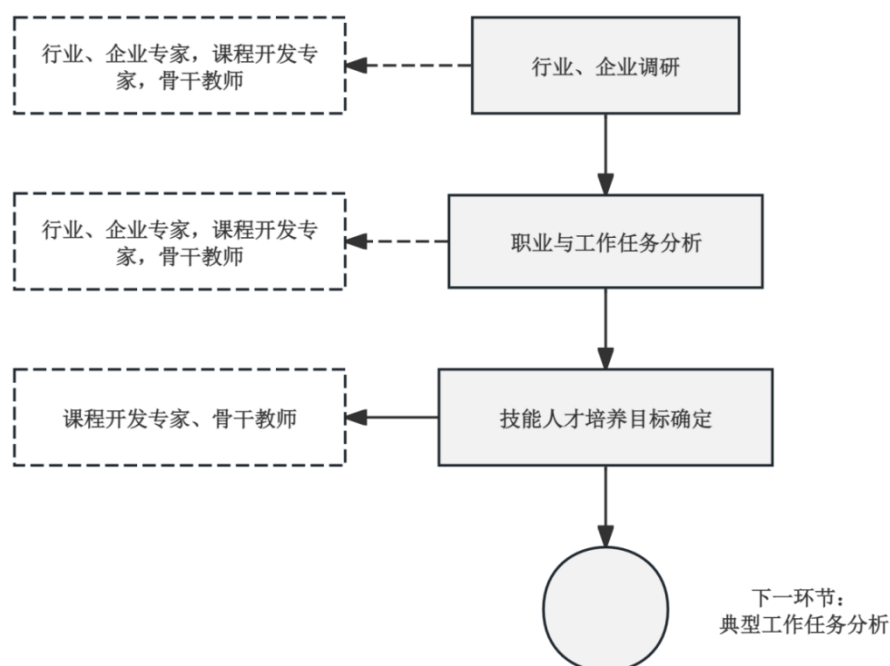 行业、企业专家，课程开发专
家，骨干教师
行业、企业调研
行业、企业专家，课程开发专
家，骨干教师
职业与工作任务分析
课程开发专家、骨干教师
技能人才培养目标确定
下一环节：
典型工作任务分析